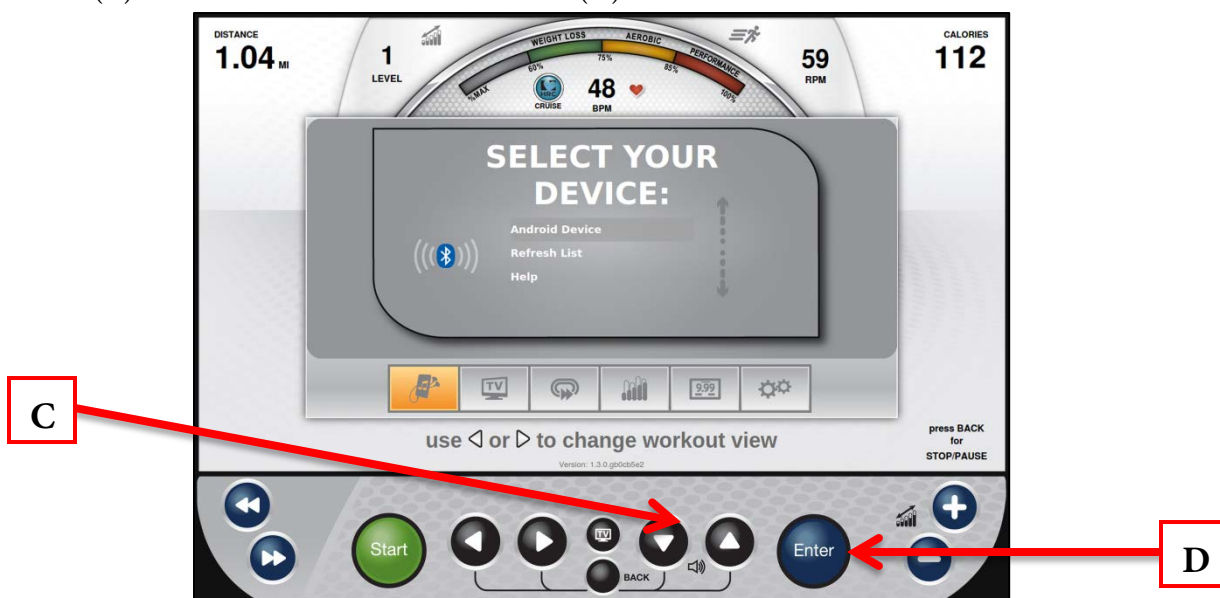 DISTANCE
1.04 MI
1
LEVEL
%MAX
60%
WEIGHT LOSS
75%
AEROBIC
85%
PERFORMANCE
100%
HRC
CRUISE
48
BPM
59
RPM
CALORIES
112
SELECT YOUR
DEVICE:
Android Device
Refresh List
Help
TV
9.99
use ◁ or ▷ to change workout view
Version: 1.3.0.gb0cb5e2
press BACK
for
STOP/PAUSE
C
Start
TV
BACK
Enter
D